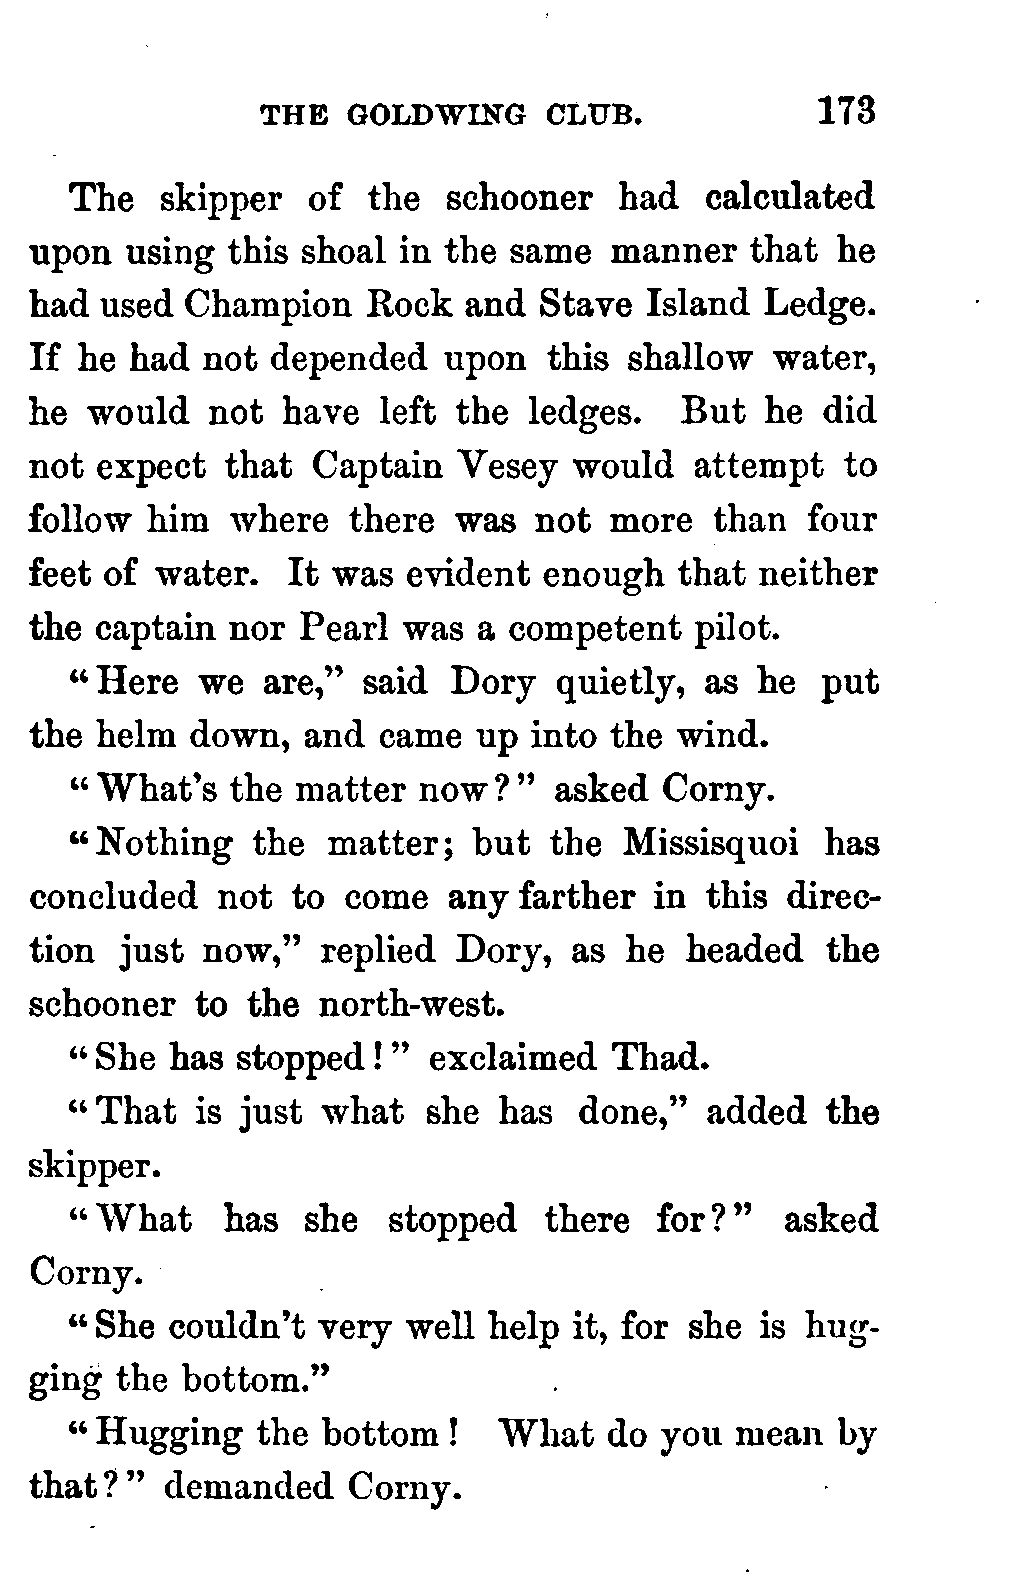 THE GOLDWING CLUB. 173
The skipper of the schooner had calculated
upon using this shoal in the same manner that he
had used Champion Rock and Stave Island Ledge.
If he had not depended upon this shallow water,
he would not have left the ledges. But he did
not expect that Captain Vesey would attempt to
follow him where there was not more than four
feet of water. It was evident enough that neither
the captain nor Pearl was a competent pilot.
"Here we are," said Dory quietly, as he put
the helm down, and came up into the wind.
"What's the matter now?" asked Corny.
"Nothing the matter; but the Missisquoi has
concluded not to come any farther in this direc-
tion just now," replied Dory, as he headed the
schooner to the north-west.
"She has stopped!" exclaimed Thad.
"That is just what she has done," added the
skipper.
"What has she stopped there for?" asked
Corny.
"She couldn't very well help it, for she is hug-
ging the bottom."
"Hugging the bottom! What do you mean by
that?" demanded Corny.